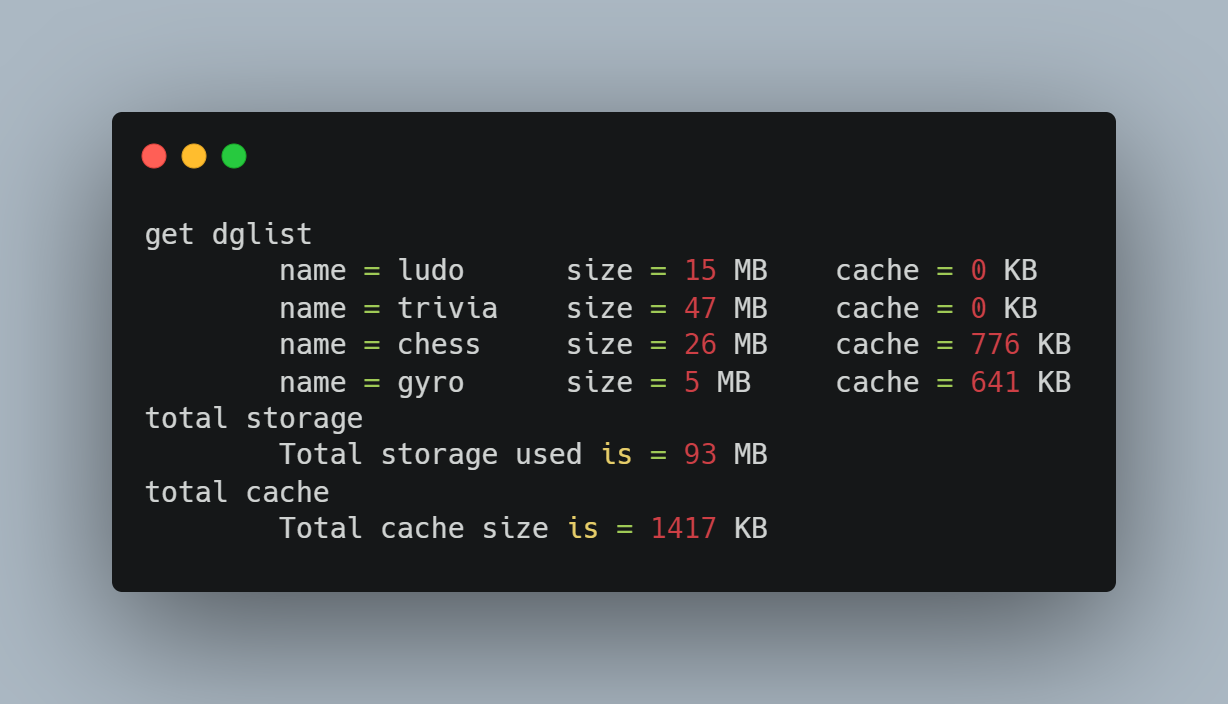 get dglist
        name = ludo      size = 15 MB    cache = 0 KB
        name = trivia    size = 47 MB    cache = 0 KB
        name = chess     size = 26 MB    cache = 776 KB
        name = gyro      size = 5 MB     cache = 641 KB
total storage
        Total storage used is = 93 MB
total cache
        Total cache size is = 1417 KB